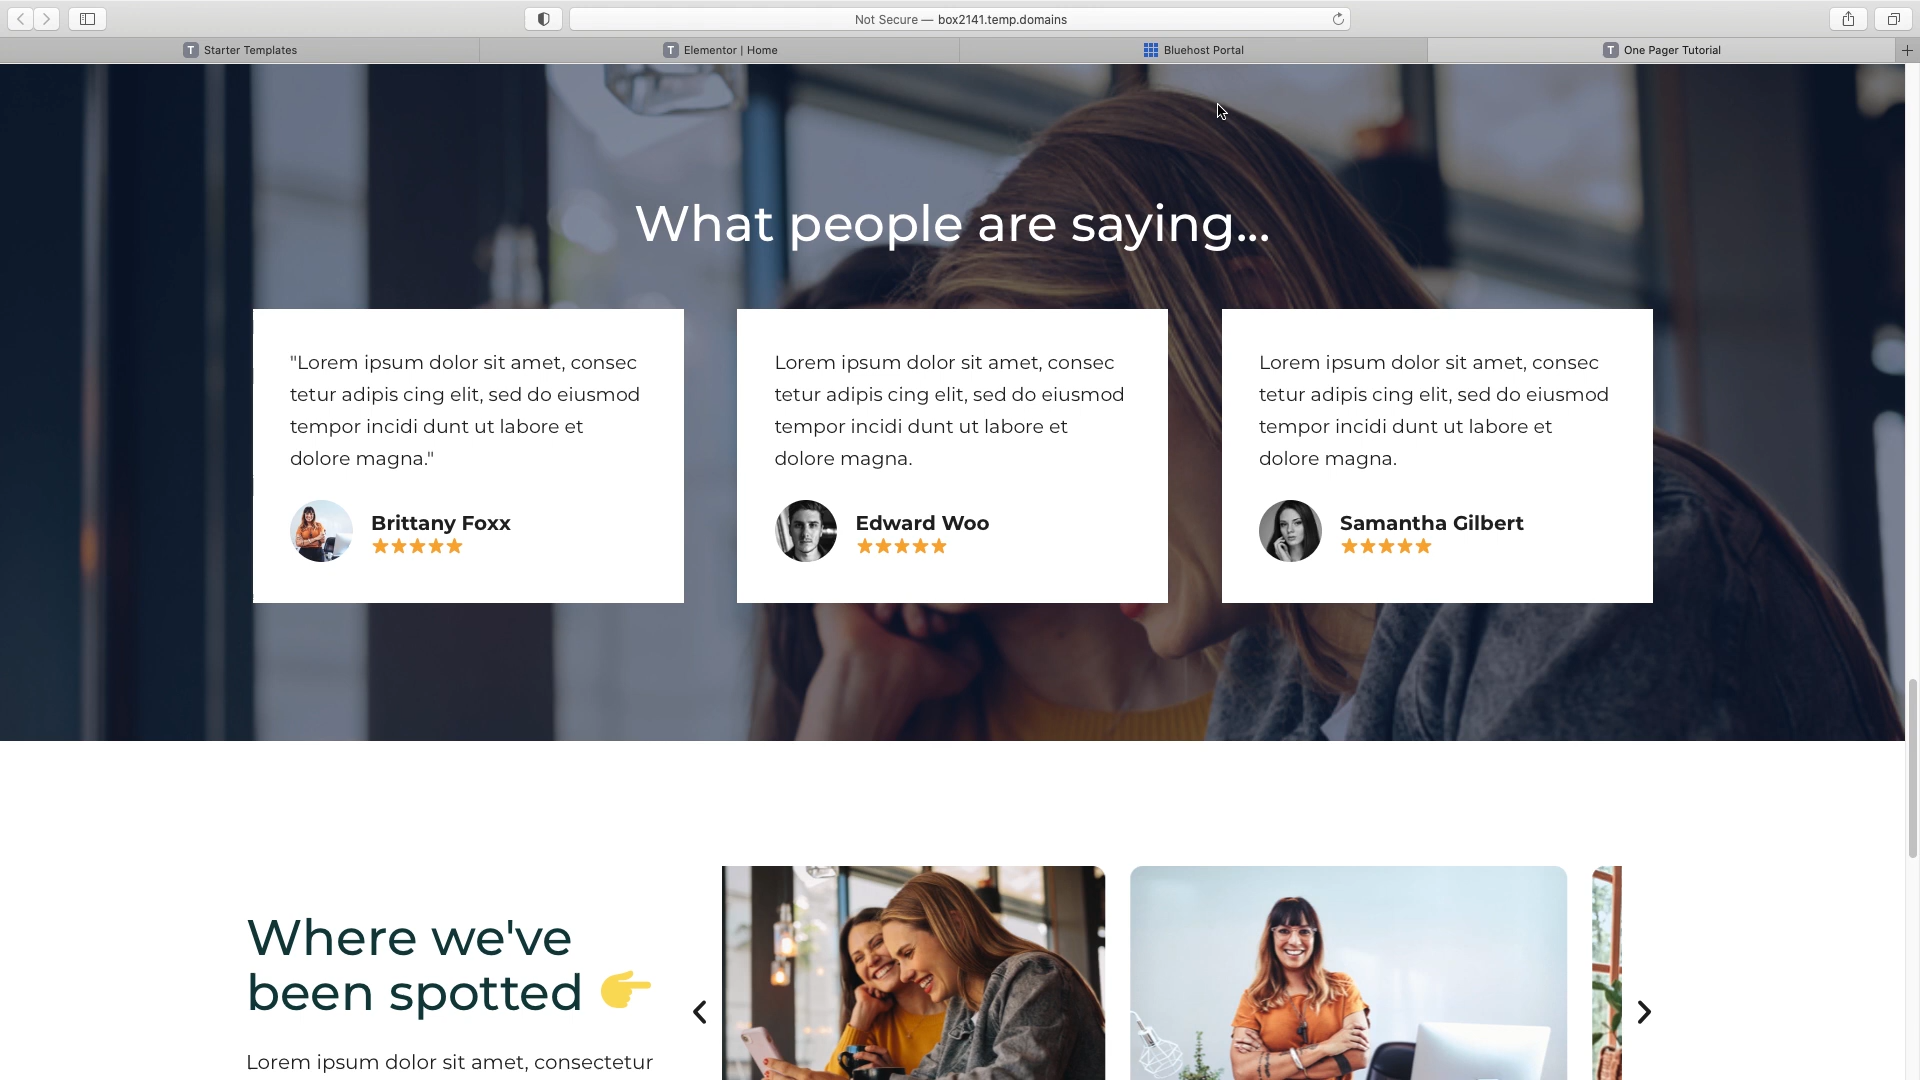 Not Secure — box2141.temp.domains
Starter Templates
Elementor | Home
Bluehost Portal
One Pager Tutorial
What people are saying...
"Lorem ipsum dolor sit amet, consec
tetur adipis cing elit, sed do eiusmod
tempor incidi dunt ut labore et
dolore magna."
Brittany Foxx
Lorem ipsum dolor sit amet, consec
tetur adipis cing elit, sed do eiusmod
tempor incidi dunt ut labore et
dolore magna.
Edward Woo
Lorem ipsum dolor sit amet, consec
tetur adipis cing elit, sed do eiusmod
tempor incidi dunt ut labore et
dolore magna.
Samantha Gilbert
Where we've
been spotted 👉
Lorem ipsum dolor sit amet, consectetur